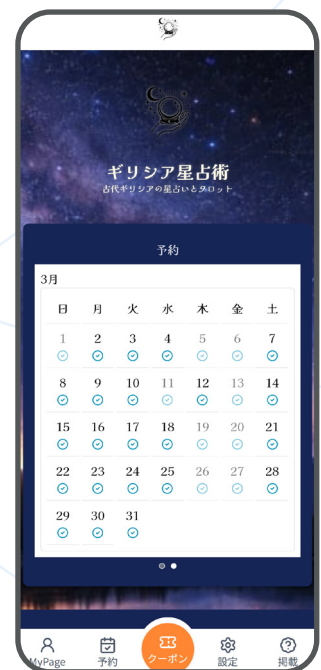 ギリシア星占術
古代ギリシアの星占いとタロット
予約
3月
日 月 火 水 木 金 土
1 2 3 4 5 6 7
8 9 10 11 12 13 14
15 16 17 18 19 20 21
22 23 24 25 26 27 28
29 30 31
MyPage 予約 クーポン 設定 掲載